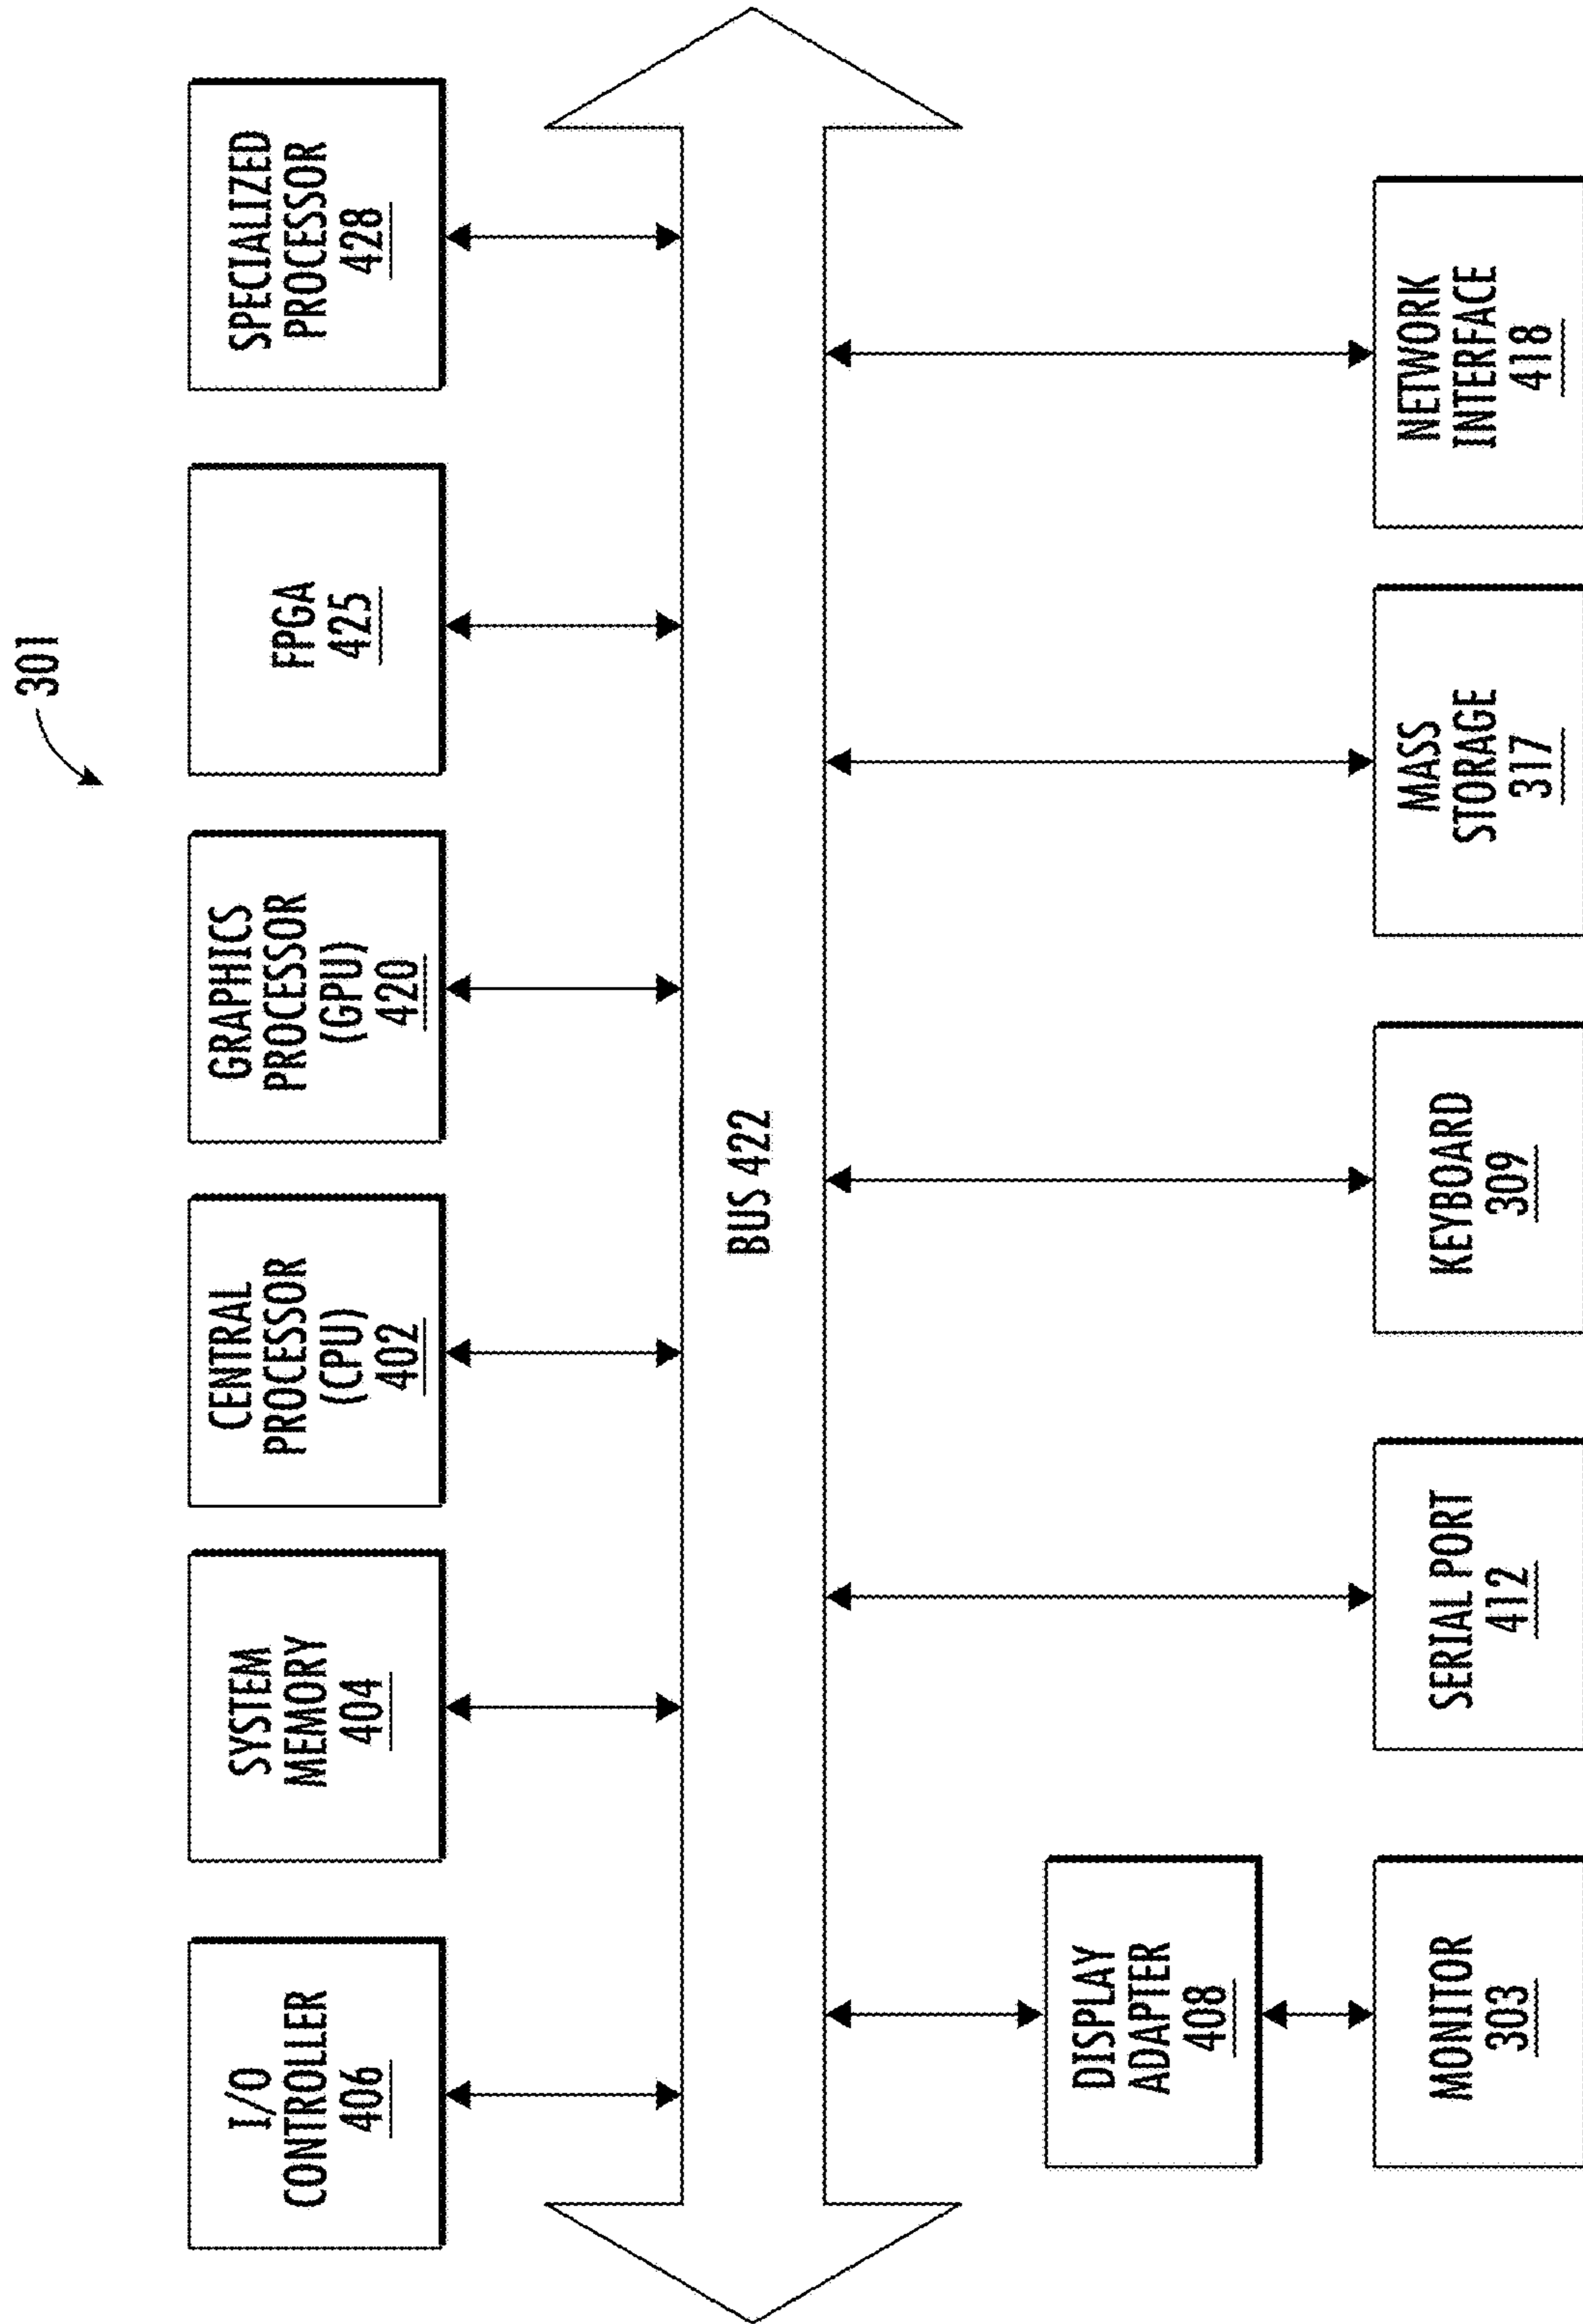 301
I/O
CONTROLLER
406
SYSTEM
MEMORY
404
CENTRAL
PROCESSOR
(CPU)
402
GRAPHICS
PROCESSOR
(GPU)
420
FPGA
425
SPECIALIZED
PROCESSOR
428
BUS 422
DISPLAY
ADAPTER
408
MONITOR
303
SERIAL PORT
412
KEYBOARD
309
MASS
STORAGE
317
NETWORK
INTERFACE
418